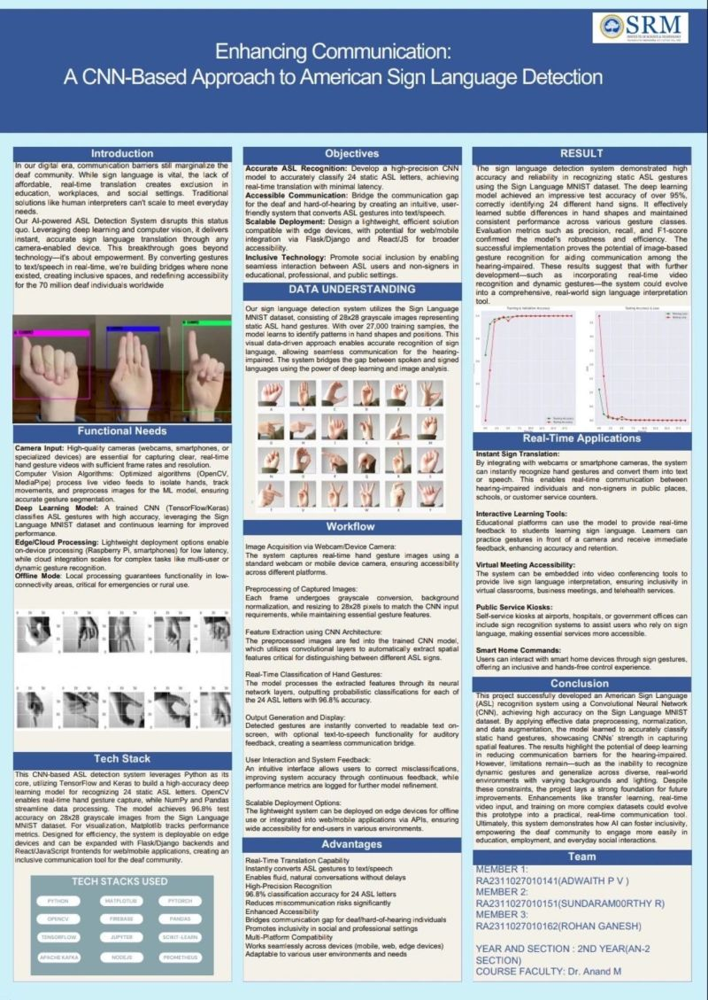 SRM
Enhancing Communication:
A CNN-Based Approach to American Sign Language Detection
Introduction
In our digital era, communication barriers still marginalize the
deaf community. While sign language is vital, the lack of
affordable, real-time translation creates exclusion in
education, workplaces, and social settings. Traditional
solutions like human interpreters can't scale to meet everyday
needs.
Our AI-powered ASL Detection System disrupts this status
quo. Leveraging deep learning and computer vision, it delivers
instant, accurate sign language translation through any
camera-enabled device. This breakthrough goes beyond
technology—it's about empowerment. By converting gestures
to text/speech in real-time, we're building bridges where none
existed, creating inclusive spaces, and redefining accessibility
for the 70 million deaf individuals worldwide
Functional Needs
Camera Input: High-quality cameras (webcams, smartphones, or
specialized devices) are essential for capturing clear, real-time
hand gesture videos with sufficient frame rates and resolution.
Computer Vision Algorithms: Optimized algorithms (OpenCV,
MediaPipe) process live video feeds to isolate hands, track
movements, and preprocess images for the ML model, ensuring
accurate gesture segmentation.
Deep Learning Model: A trained CNN (TensorFlow/Keras)
classifies ASL gestures with high accuracy, leveraging the Sign
Language MNIST dataset and continuous learning for improved
performance.
Edge/Cloud Processing: Lightweight deployment options enable
on-device processing (Raspberry Pi, smartphones) for low latency,
while cloud integration scales for complex tasks like multi-user or
dynamic gesture recognition.
Offline Mode: Local processing guarantees functionality in low-
connectivity areas, critical for emergencies or rural use.
Tech Stack
This CNN-based ASL detection system leverages Python as its
core, utilizing TensorFlow and Keras to build a high-accuracy deep
learning model for recognizing 24 static ASL letters. OpenCV
enables real-time hand gesture capture, while NumPy and Pandas
streamline data processing. The model achieves 96.8% test
accuracy on 28x28 grayscale images from the Sign Language
MNIST dataset. For visualization, Matplotlib tracks performance
metrics. Designed for efficiency, the system is deployable on edge
devices and can be expanded with Flask/Django backends and
React/JavaScript frontends for web/mobile applications, creating an
inclusive communication tool for the deaf community.
TECH STACKS USED
PYTHON MATPLOTLIB PYTORCH
OPENCV FIREBASE PANDAS
TENSORFLOW JUPYTER SCIKIT-LEARN
APACHE KAFKA NODEJS PROMETHEUS
Objectives
Accurate ASL Recognition: Develop a high-precision CNN
model to accurately classify 24 static ASL letters, achieving
real-time translation with minimal latency.
Accessible Communication: Bridge the communication gap
for the deaf and hard-of-hearing by creating an intuitive, user-
friendly system that converts ASL gestures into text/speech.
Scalable Deployment: Design a lightweight, efficient solution
compatible with edge devices, with potential for web/mobile
integration via Flask/Django and React/JS for broader
accessibility.
Inclusive Technology: Promote social inclusion by enabling
seamless interaction between ASL users and non-signers in
educational, professional, and public settings.
DATA UNDERSTANDING
Our sign language detection system utilizes the Sign Language
MNIST dataset, consisting of 28x28 grayscale images representing
static ASL hand gestures. With over 27,000 training samples, the
model learns to identify patterns in hand shapes and positions. This
visual data-driven approach enables accurate recognition of sign
language, allowing seamless communication for the hearing-
impaired. The system bridges the gap between spoken and signed
languages using the power of deep learning and image analysis.
Workflow
Image Acquisition via Webcam/Device Camera:
The system captures real-time hand gesture images using a
standard webcam or mobile device camera, ensuring accessibility
across different platforms.
Preprocessing of Captured Images:
Each frame undergoes grayscale conversion, background
normalization, and resizing to 28x28 pixels to match the CNN input
requirements, while maintaining essential gesture features.
Feature Extraction using CNN Architecture:
The preprocessed images are fed into the trained CNN model,
which utilizes convolutional layers to automatically extract spatial
features critical for distinguishing between different ASL signs.
Real-Time Classification of Hand Gestures:
The model processes the extracted features through its neural
network layers, outputting probabilistic classifications for each of
the 24 ASL letters with 96.8% accuracy.
Output Generation and Display:
Detected gestures are instantly converted to readable text on-
screen, with optional text-to-speech functionality for auditory
feedback, creating a seamless communication bridge.
User Interaction and System Feedback:
An intuitive interface allows users to correct misclassifications,
improving system accuracy through continuous feedback, while
performance metrics are logged for further model refinement.
Scalable Deployment Options:
The lightweight system can be deployed on edge devices for offline
use or integrated into web/mobile applications via APIs, ensuring
wide accessibility for end-users in various environments.
Advantages
Real-Time Translation Capability
Instantly converts ASL gestures to text/speech
Enables fluid, natural conversations without delays
High-Precision Recognition
96.8% classification accuracy for 24 ASL letters
Reduces miscommunication risks significantly
Enhanced Accessibility
Bridges communication gap for deaf/hard-of-hearing individuals
Promotes inclusivity in social and professional settings
Multi-Platform Compatibility
Works seamlessly across devices (mobile, web, edge devices)
Adaptable to various user environments and needs
RESULT
The sign language detection system demonstrated high
accuracy and reliability in recognizing static ASL gestures
using the Sign Language MNIST dataset. The deep learning
model achieved an impressive test accuracy of over 95%,
correctly identifying 24 different hand signs. It effectively
learned subtle differences in hand shapes and maintained
consistent performance across various gesture classes.
Evaluation metrics such as precision, recall, and F1-score
confirmed the model's robustness and efficiency. The
successful implementation proves the potential of image-based
gesture recognition for aiding communication among the
hearing-impaired. These results suggest that with further
development—such as incorporating real-time video
recognition and dynamic gestures—the system could evolve
into a comprehensive, real-world sign language interpretation
tool.
Real-Time Applications
Instant Sign Translation:
By integrating with webcams or smartphone cameras, the system
can instantly recognize hand gestures and convert them into text
or speech. This enables real-time communication between
hearing-impaired individuals and non-signers in public places,
schools, or customer service counters.
Interactive Learning Tools:
Educational platforms can use the model to provide real-time
feedback to students learning sign language. Learners can
practice gestures in front of a camera and receive immediate
feedback, enhancing accuracy and retention.
Virtual Meeting Accessibility:
The system can be embedded into video conferencing tools to
provide live sign language interpretation, ensuring inclusivity in
virtual classrooms, business meetings, and telehealth services.
Public Service Kiosks:
Self-service kiosks at airports, hospitals, or government offices can
include sign recognition systems to assist users who rely on sign
language, making essential services more accessible.
Smart Home Commands:
Users can interact with smart home devices through sign gestures,
offering an inclusive and hands-free control experience.
Conclusion
This project successfully developed an American Sign Language
(ASL) recognition system using a Convolutional Neural Network
(CNN), achieving high accuracy on the Sign Language MNIST
dataset. By applying effective data preprocessing, normalization,
and data augmentation, the model learned to accurately classify
static hand gestures, showcasing CNNs' strength in capturing
spatial features. The results highlight the potential of deep learning
in reducing communication barriers for the hearing-impaired.
However, limitations remain—such as the inability to recognize
dynamic gestures and generalize across diverse, real-world
environments with varying backgrounds and lighting. Despite
these constraints, the project lays a strong foundation for future
improvements. Enhancements like transfer learning, real-time
video input, and training on more complex datasets could evolve
this prototype into a practical, real-time communication tool.
Ultimately, this system demonstrates how AI can foster inclusivity,
empowering the deaf community to engage more easily in
education, employment, and everyday social interactions.
Team
MEMBER 1:
RA2311027010141(ADWAITH P V )
MEMBER 2:
RA2311027010151(SUNDARAM00RTHY R)
MEMBER 3:
RA2311027010162(ROHAN GANESH)
YEAR AND SECTION : 2ND YEAR(AN-2
SECTION)
COURSE FACULTY: Dr. Anand M